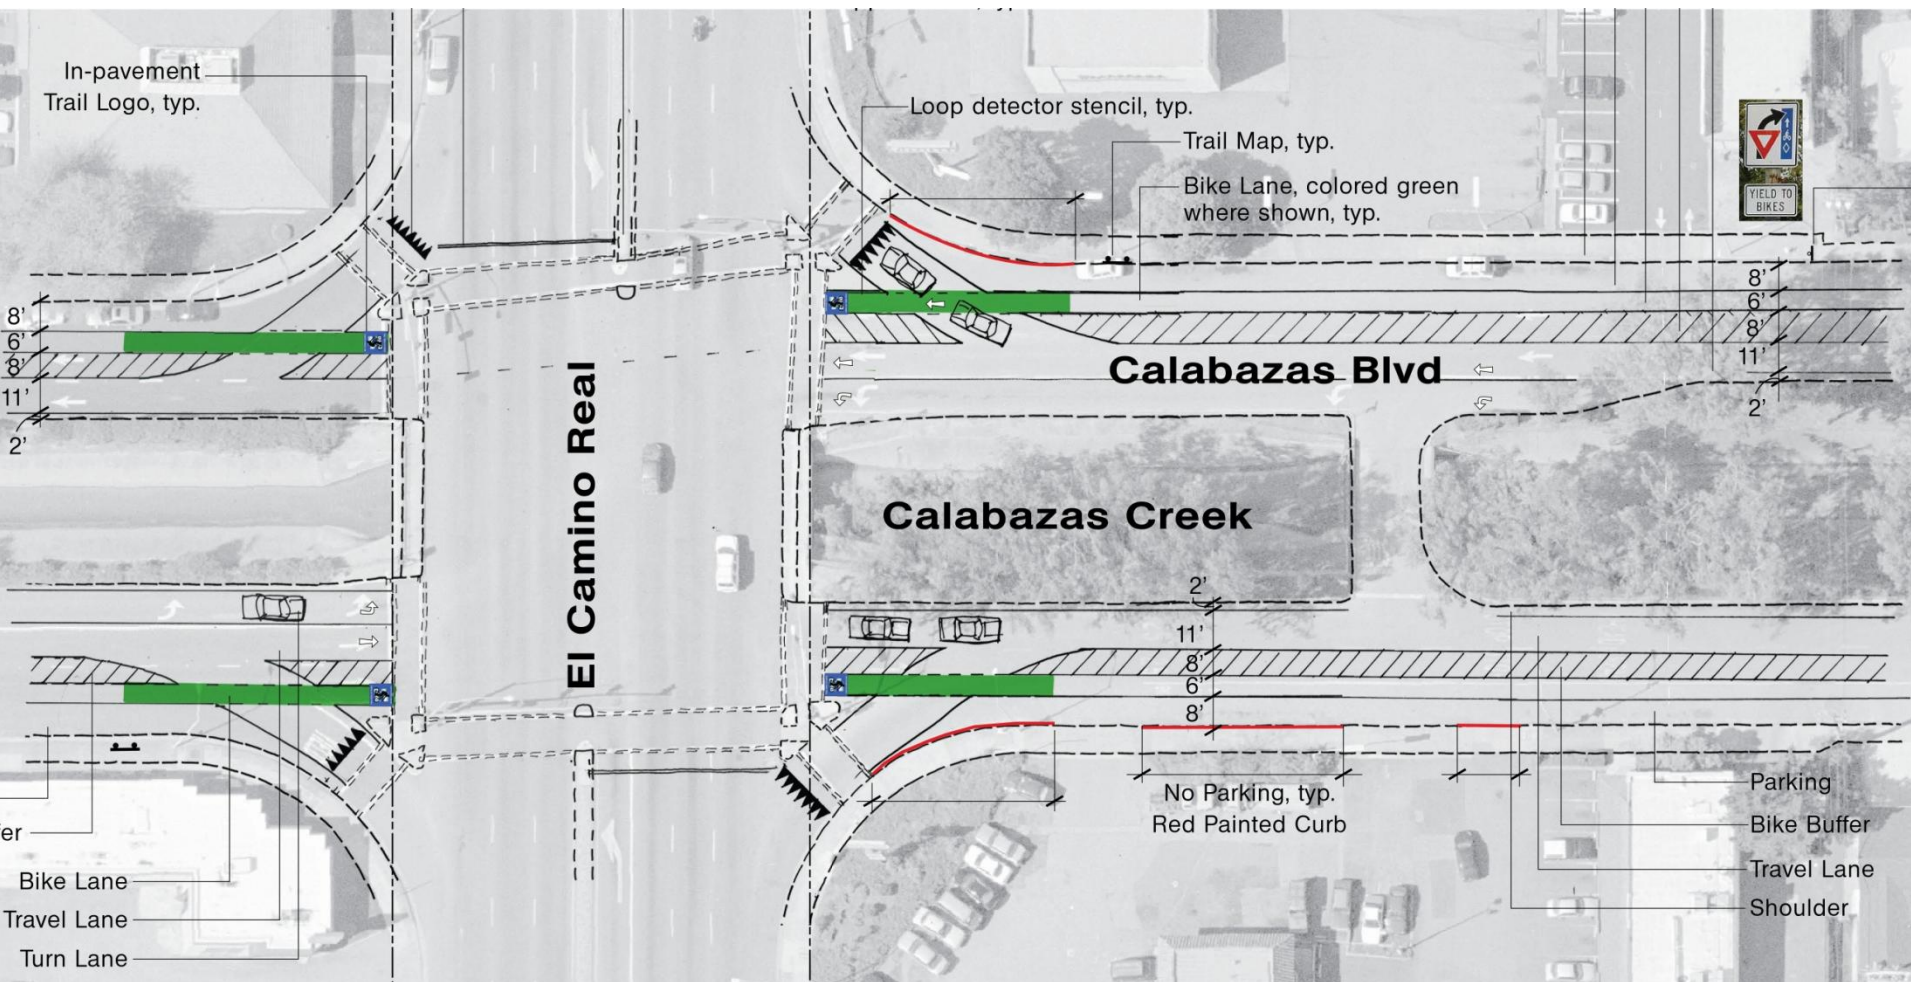 In-pavement
Trail Logo, typ.
Loop detector stencil, typ.
Trail Map, typ.
Bike Lane, colored green
where shown, typ.
YIELD TO
BIKES
8'
6'
8'
11'
2'
8'
6'
8'
11'
2'
Calabazas Blvd
El Camino Real
Calabazas Creek
2'
11'
8'
6'
8'
No Parking, typ.
Red Painted Curb
Parking
Bike Buffer
Travel Lane
Shoulder
fer
Bike Lane
Travel Lane
Turn Lane